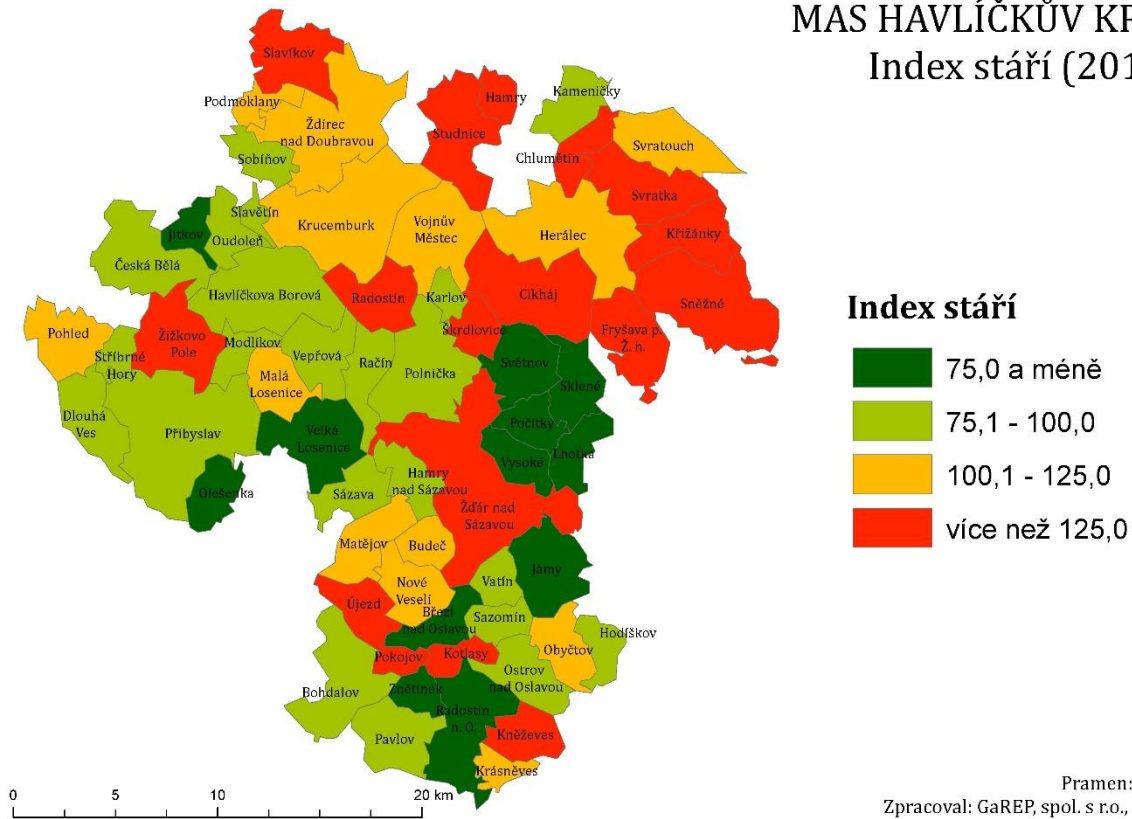 MAS HAVLÍČKŮV KR
Index stáří (201
Slavíkov
Hamry
Kameničky
Podmoklany
Ždírec
nad Doubravou
Studnice
Svratouch
Sobíňov
Chlumětín
Svratka
Slavětín
Krucemburk
Vojnův
Městec
Herálec
Křižánky
Jitkov
Oudoleň
Česká Bělá
Havlíčkova Borová
Radostín
Karlov
Cikháj
Sněžné
Pohled
Žižkovo
Pole
Škrdlovice
Fryšava p.
Ž. h.
Stříbrné
Hory
Modlíkov
Vepřová
Račín
Polnička
Světnov
Sklené
Malá
Losenice
Dlouhá
Ves
Přibyslav
Velká
Losenice
Počítky
Lhotka
Vysoké
Olešenka
Sázava
Hamry
nad Sázavou
Žďár nad
Sázavou
Matějov
Budeč
Jámy
Nové
Veselí
Vatín
Újezd
Březí
nad Oslavou
Sazomín
Hodíškov
Obyčtov
Pokojov
Kotlasy
Ostrov
nad Oslavou
Bohdalov
Znětínek
Radostín
n. O.
Pavlov
Kněževes
Krásněves
Index stáří
75,0 a méně
75,1 - 100,0
100,1 - 125,0
více než 125,0
0 5 10 20 km
Pramen:
Zpracoval: GaREP, spol. s r.o.,